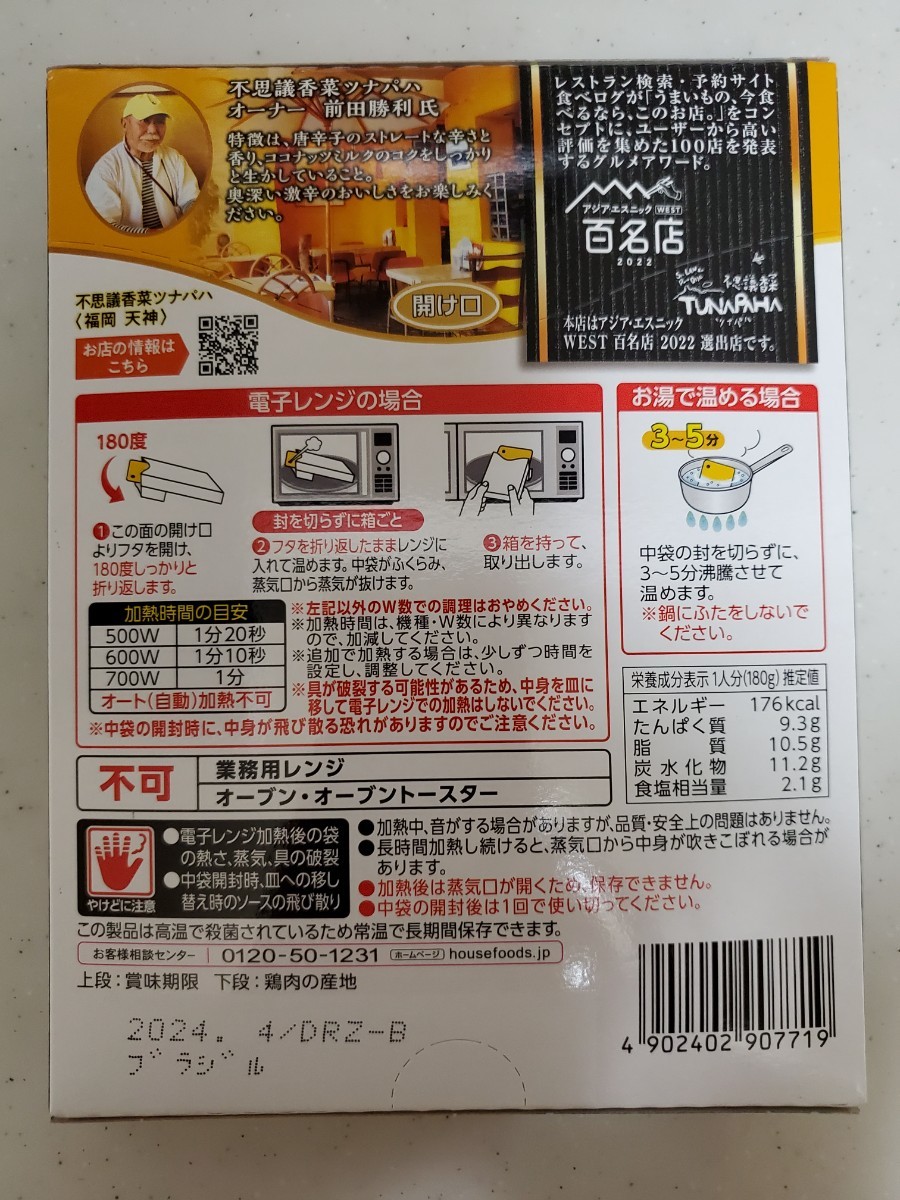 不思議香菜ツナパハ
オーナー 前田勝利氏
特徴は、唐辛子のストレートな辛さと
香り、ココナッツミルクのコクをしっかり
と生かしていること。
奥深い激辛のおいしさをお楽しみく
ださい。
レストラン検索・予約サイト
食べログが「うまいもの、今食
べるなら、このお店。」をコン
セプトに、ユーザーから高い
評価を集めた100店を発表
するグルメアワード。
アジア・エスニック WEST
百名店
2022
不思議香菜
TUNAPAHA
ツナパハ
本店はアジア・エスニック
WEST 百名店 2022 選出店です。
開け口
不思議香菜ツナパハ
〈福岡 天神〉
お店の情報は
こちら
電子レンジの場合
180度
❶この面の開け口
よりフタを開け、
180度しっかりと
折り返します。
封を切らずに箱ごと
❷フタを折り返したままレンジに
入れて温めます。中袋がふくらみ、
蒸気口から蒸気が抜けます。
❸箱を持って、
取り出します。
加熱時間の目安
500W 1分20秒
600W 1分10秒
700W 1分
オート(自動)加熱不可
※左記以外のW数での調理はおやめください。
※加熱時間は、機種・W数により異なります
ので、加減してください。
※追加で加熱する場合は、少しずつ時間を
設定し、調整してください。
※具が破裂する可能性があるため、中身を皿に
移して電子レンジでの加熱はしないでください。
※中袋の開封時に、中身が飛び散る恐れがありますのでご注意ください。
お湯で温める場合
3〜5分
中袋の封を切らずに、
3〜5分沸騰させて
温めます。
※鍋にふたをしないで
ください。
栄養成分表示 1人分(180g) 推定値
エネルギー 176kcal
たんぱく質 9.3g
脂質 10.5g
炭水化物 11.2g
食塩相当量 2.1g
不可
業務用レンジ
オーブン・オーブントースター
やけどに注意
●電子レンジ加熱後の袋
の熱さ、蒸気、具の破裂
●中袋開封時、皿への移し
替え時のソースの飛び散り
●加熱中、音がする場合がありますが、品質・安全上の問題はありません。
●長時間加熱し続けると、蒸気口から中身が吹きこぼれる場合が
あります。
●加熱後は蒸気口が開くため、保存できません。
●中袋の開封後は1回で使い切ってください。
この製品は高温で殺菌されているため常温で長期間保存できます。
お客様相談センター 0120-50-1231 ホームページ housefoods.jp
上段：賞味期限 下段：鶏肉の産地
2024. 4/DRZ-B
ブラジル
4 902402 907719